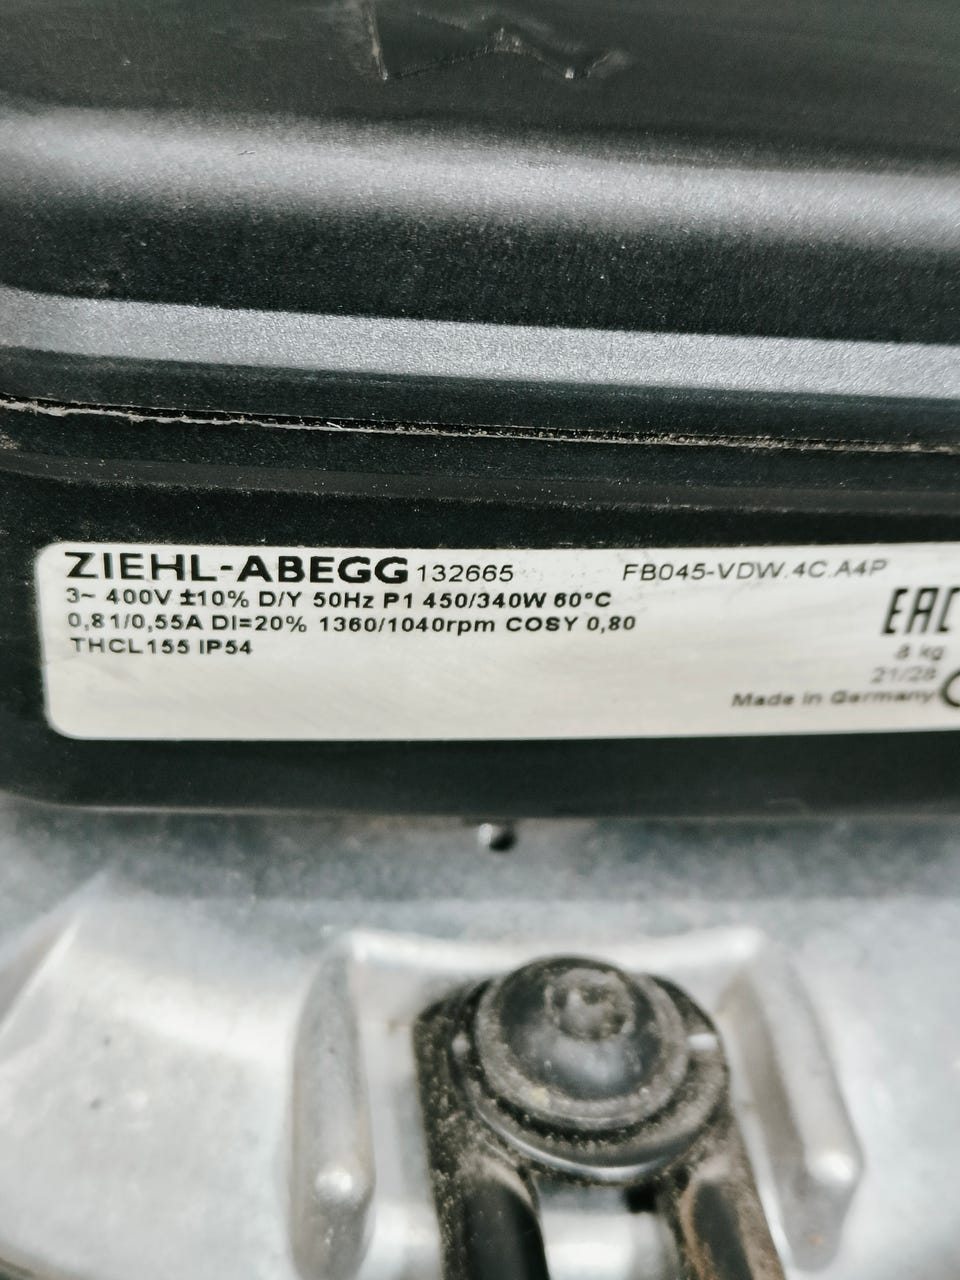 ZIEHL-ABEGG 132665 FB045-VDW.4C.A4P
3~ 400V ±10% D/Y 50Hz P1 450/340W 60°C
0,81/0,55A DI=20% 1360/1040rpm COSY 0,80
THCL155 IP54
EAC
8 kg
21/28
Made in Germany